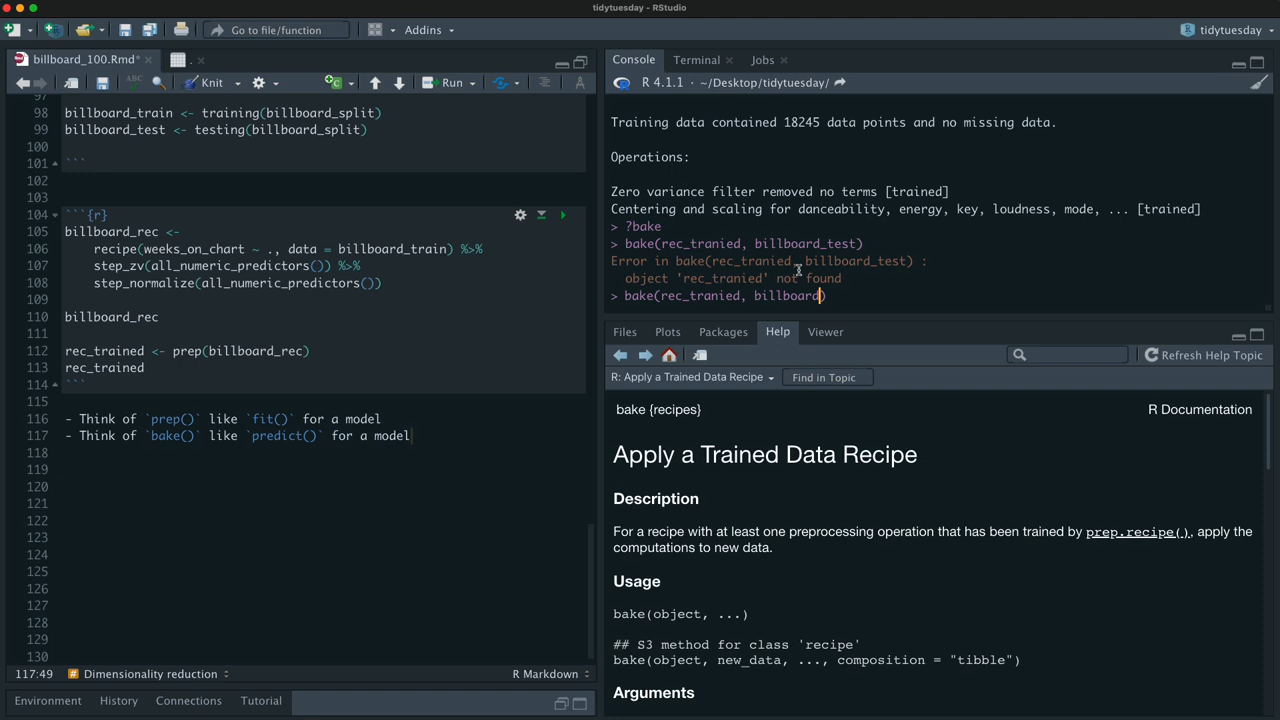 tidytuesday - RStudio
Go to file/function
Addins
tidytuesday
billboard_100.Rmd*
.
Knit
Run
97
98 billboard_train <- training(billboard_split)
99 billboard_test <- testing(billboard_split)
100
101 ```
102
103
104 ```{r}
105 billboard_rec <-
106 recipe(weeks_on_chart ~ ., data = billboard_train) %>%
107 step_zv(all_numeric_predictors()) %>%
108 step_normalize(all_numeric_predictors())
109
110 billboard_rec
111
112 rec_trained <- prep(billboard_rec)
113 rec_trained
114 ```
115
116 - Think of `prep()` like `fit()` for a model
117 - Think of `bake()` like `predict()` for a model
118
119
120
121
122
123
124
125
126
127
128
129
130
117:49 # Dimensionality reduction R Markdown
Environment History Connections Tutorial
Console Terminal Jobs
R 4.1.1 · ~/Desktop/tidytuesday/
Training data contained 18245 data points and no missing data.
Operations:
Zero variance filter removed no terms [trained]
Centering and scaling for danceability, energy, key, loudness, mode, ... [trained]
> ?bake
> bake(rec_tranied, billboard_test)
Error in bake(rec_tranied, billboard_test) :
object 'rec_tranied' not found
> bake(rec_tranied, billboard)
Files Plots Packages Help Viewer
Refresh Help Topic
R: Apply a Trained Data Recipe Find in Topic
bake {recipes} R Documentation
Apply a Trained Data Recipe
Description
For a recipe with at least one preprocessing operation that has been trained by prep.recipe(), apply the
computations to new data.
Usage
bake(object, ...)
## S3 method for class 'recipe'
bake(object, new_data, ..., composition = "tibble")
Arguments